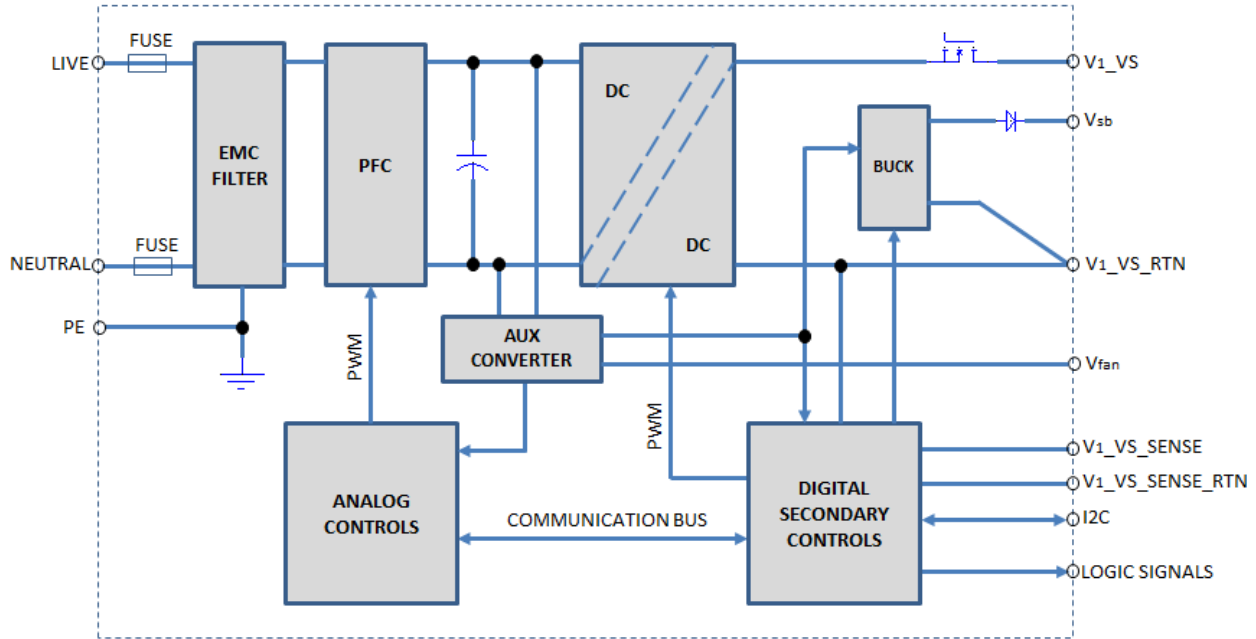 FUSE
LIVE
V1_VS
DC
Vsb
EMC
FILTER
PFC
BUCK
FUSE
DC
NEUTRAL
V1_VS_RTN
PE
AUX
CONVERTER
PWM
Vfan
PWM
V1_VS_SENSE
V1_VS_SENSE_RTN
ANALOG
CONTROLS
DIGITAL
SECONDARY
CONTROLS
COMMUNICATION BUS
I2C
LOGIC SIGNALS